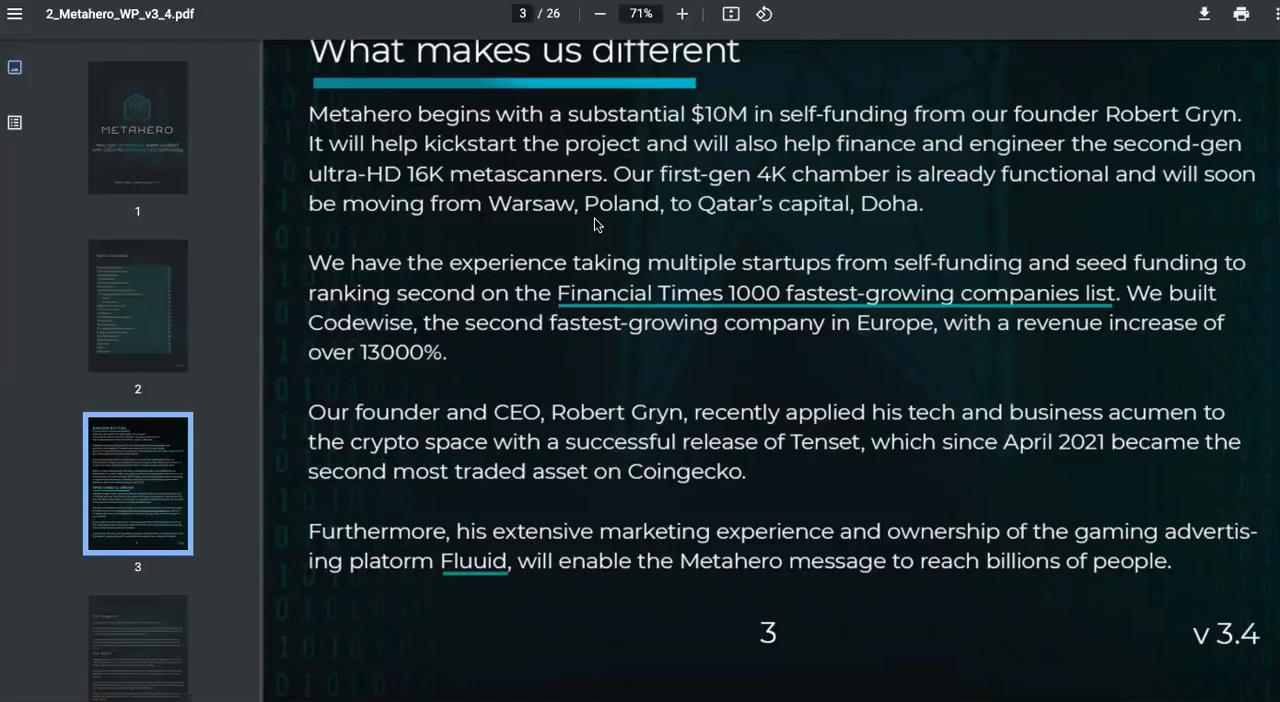 2_Metahero_WP_v3_4.pdf
3 / 26
71%
METAHERO
1
2
3
What makes us different
Metahero begins with a substantial $10M in self-funding from our founder Robert Gryn.
It will help kickstart the project and will also help finance and engineer the second-gen
ultra-HD 16K metascanners. Our first-gen 4K chamber is already functional and will soon
be moving from Warsaw, Poland, to Qatar’s capital, Doha.
We have the experience taking multiple startups from self-funding and seed funding to
ranking second on the Financial Times 1000 fastest-growing companies list. We built
Codewise, the second fastest-growing company in Europe, with a revenue increase of
over 13000%.
Our founder and CEO, Robert Gryn, recently applied his tech and business acumen to
the crypto space with a successful release of Tenset, which since April 2021 became the
second most traded token on Coingecko.
Furthermore, his extensive marketing experience and ownership of the gaming advertis-
ing platorm Fluuid, will enable the Metahero message to reach billions of people.
3
v 3.4